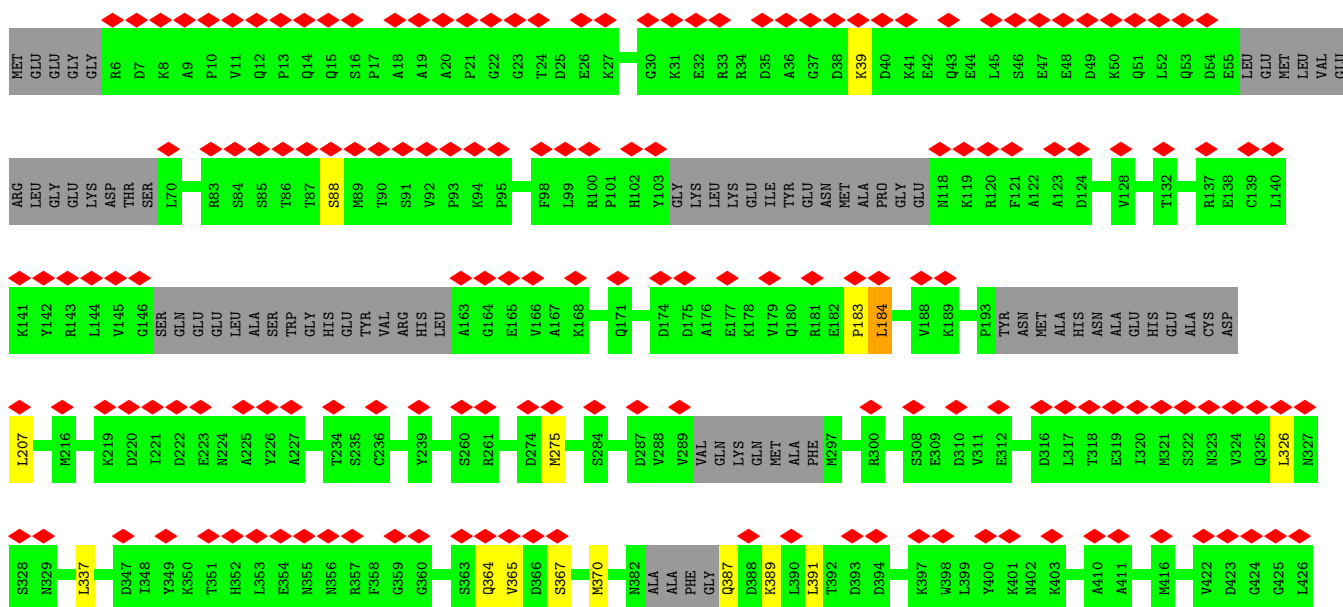 MET GLU GLU GLY GLY R6 D7 K8 A9 P10 V11 Q12 P13 Q14 Q15 S16 P17 A18 A19 A20 P21 G22 G23 T24 D25 E26 K27 G30 K31 E32 R33 R34 D35 A36 G37 D38 K39 D40 K41 E42 Q43 E44 L45 S46 E47 E48 D49 K50 Q51 L52 Q53 D54 E55 LEU GLU MET LEU VAL GLU
ARG LEU GLY GLU LYS ASP THR SER L70 R83 S84 S85 T86 T87 S88 M89 T90 S91 V92 P93 K94 P95 F98 L99 R100 P101 H102 Y103 GLY LYS LEU LYS GLU ILE TYR GLU ASN MET ALA PRO GLY GLU N118 K119 R120 F121 A122 A123 D124 V128 T132 R137 E138 C139 L140
K141 Y142 R143 L144 V145 G146 SER GLN GLU GLU LEU ALA SER TRP GLY HIS GLU TYR VAL ARG HIS LEU A163 G164 E165 V166 A167 K168 Q171 D174 D175 A176 E177 K178 V179 Q180 R181 E182 P183 L184 V188 K189 P193 TYR ASN MET ALA HIS ASN ALA GLU HIS GLU ALA CYS ASP
L207 M216 K219 D220 I221 D222 E223 N224 A225 Y226 A227 T234 S235 C236 Y239 S260 R261 D274 M275 S284 D287 V288 V289 VAL GLN LYS GLN MET ALA PHE M297 R300 S308 E309 D310 V311 E312 D316 L317 T318 E319 I320 M321 S322 N323 V324 Q325 L326 N327
S328 N329 L337 D347 I348 Y349 K350 T351 H352 L353 E354 N355 N356 R357 F358 G359 G360 S363 Q364 V365 D366 S367 M370 N382 ALA ALA PHE GLY Q387 D388 K389 L390 L391 T392 D393 D394 K397 W398 L399 Y400 K401 N402 K403 A410 A411 M416 V422 D423 G424 G425 L426